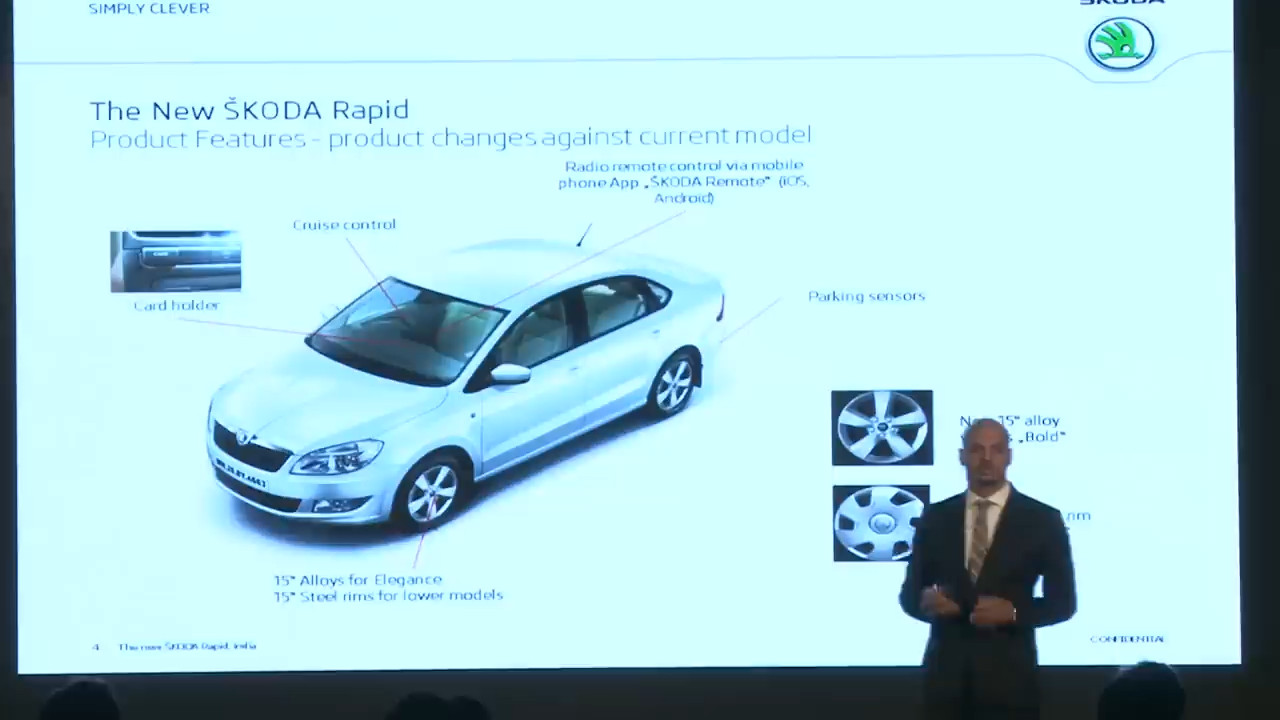 SIMPLY CLEVER
ŠKODA
The New ŠKODA Rapid
Product Features - product changes against current model
Radio remote control via mobile
phone App „ŠKODA Remote" (iOS,
Android)
Cruise control
Card holder
Parking sensors
15" alloy
„Bold"
rim
15" Alloys for Elegance
15" Steel rims for lower models
4 The new ŠKODA Rapid, India
CONFIDENTIAL